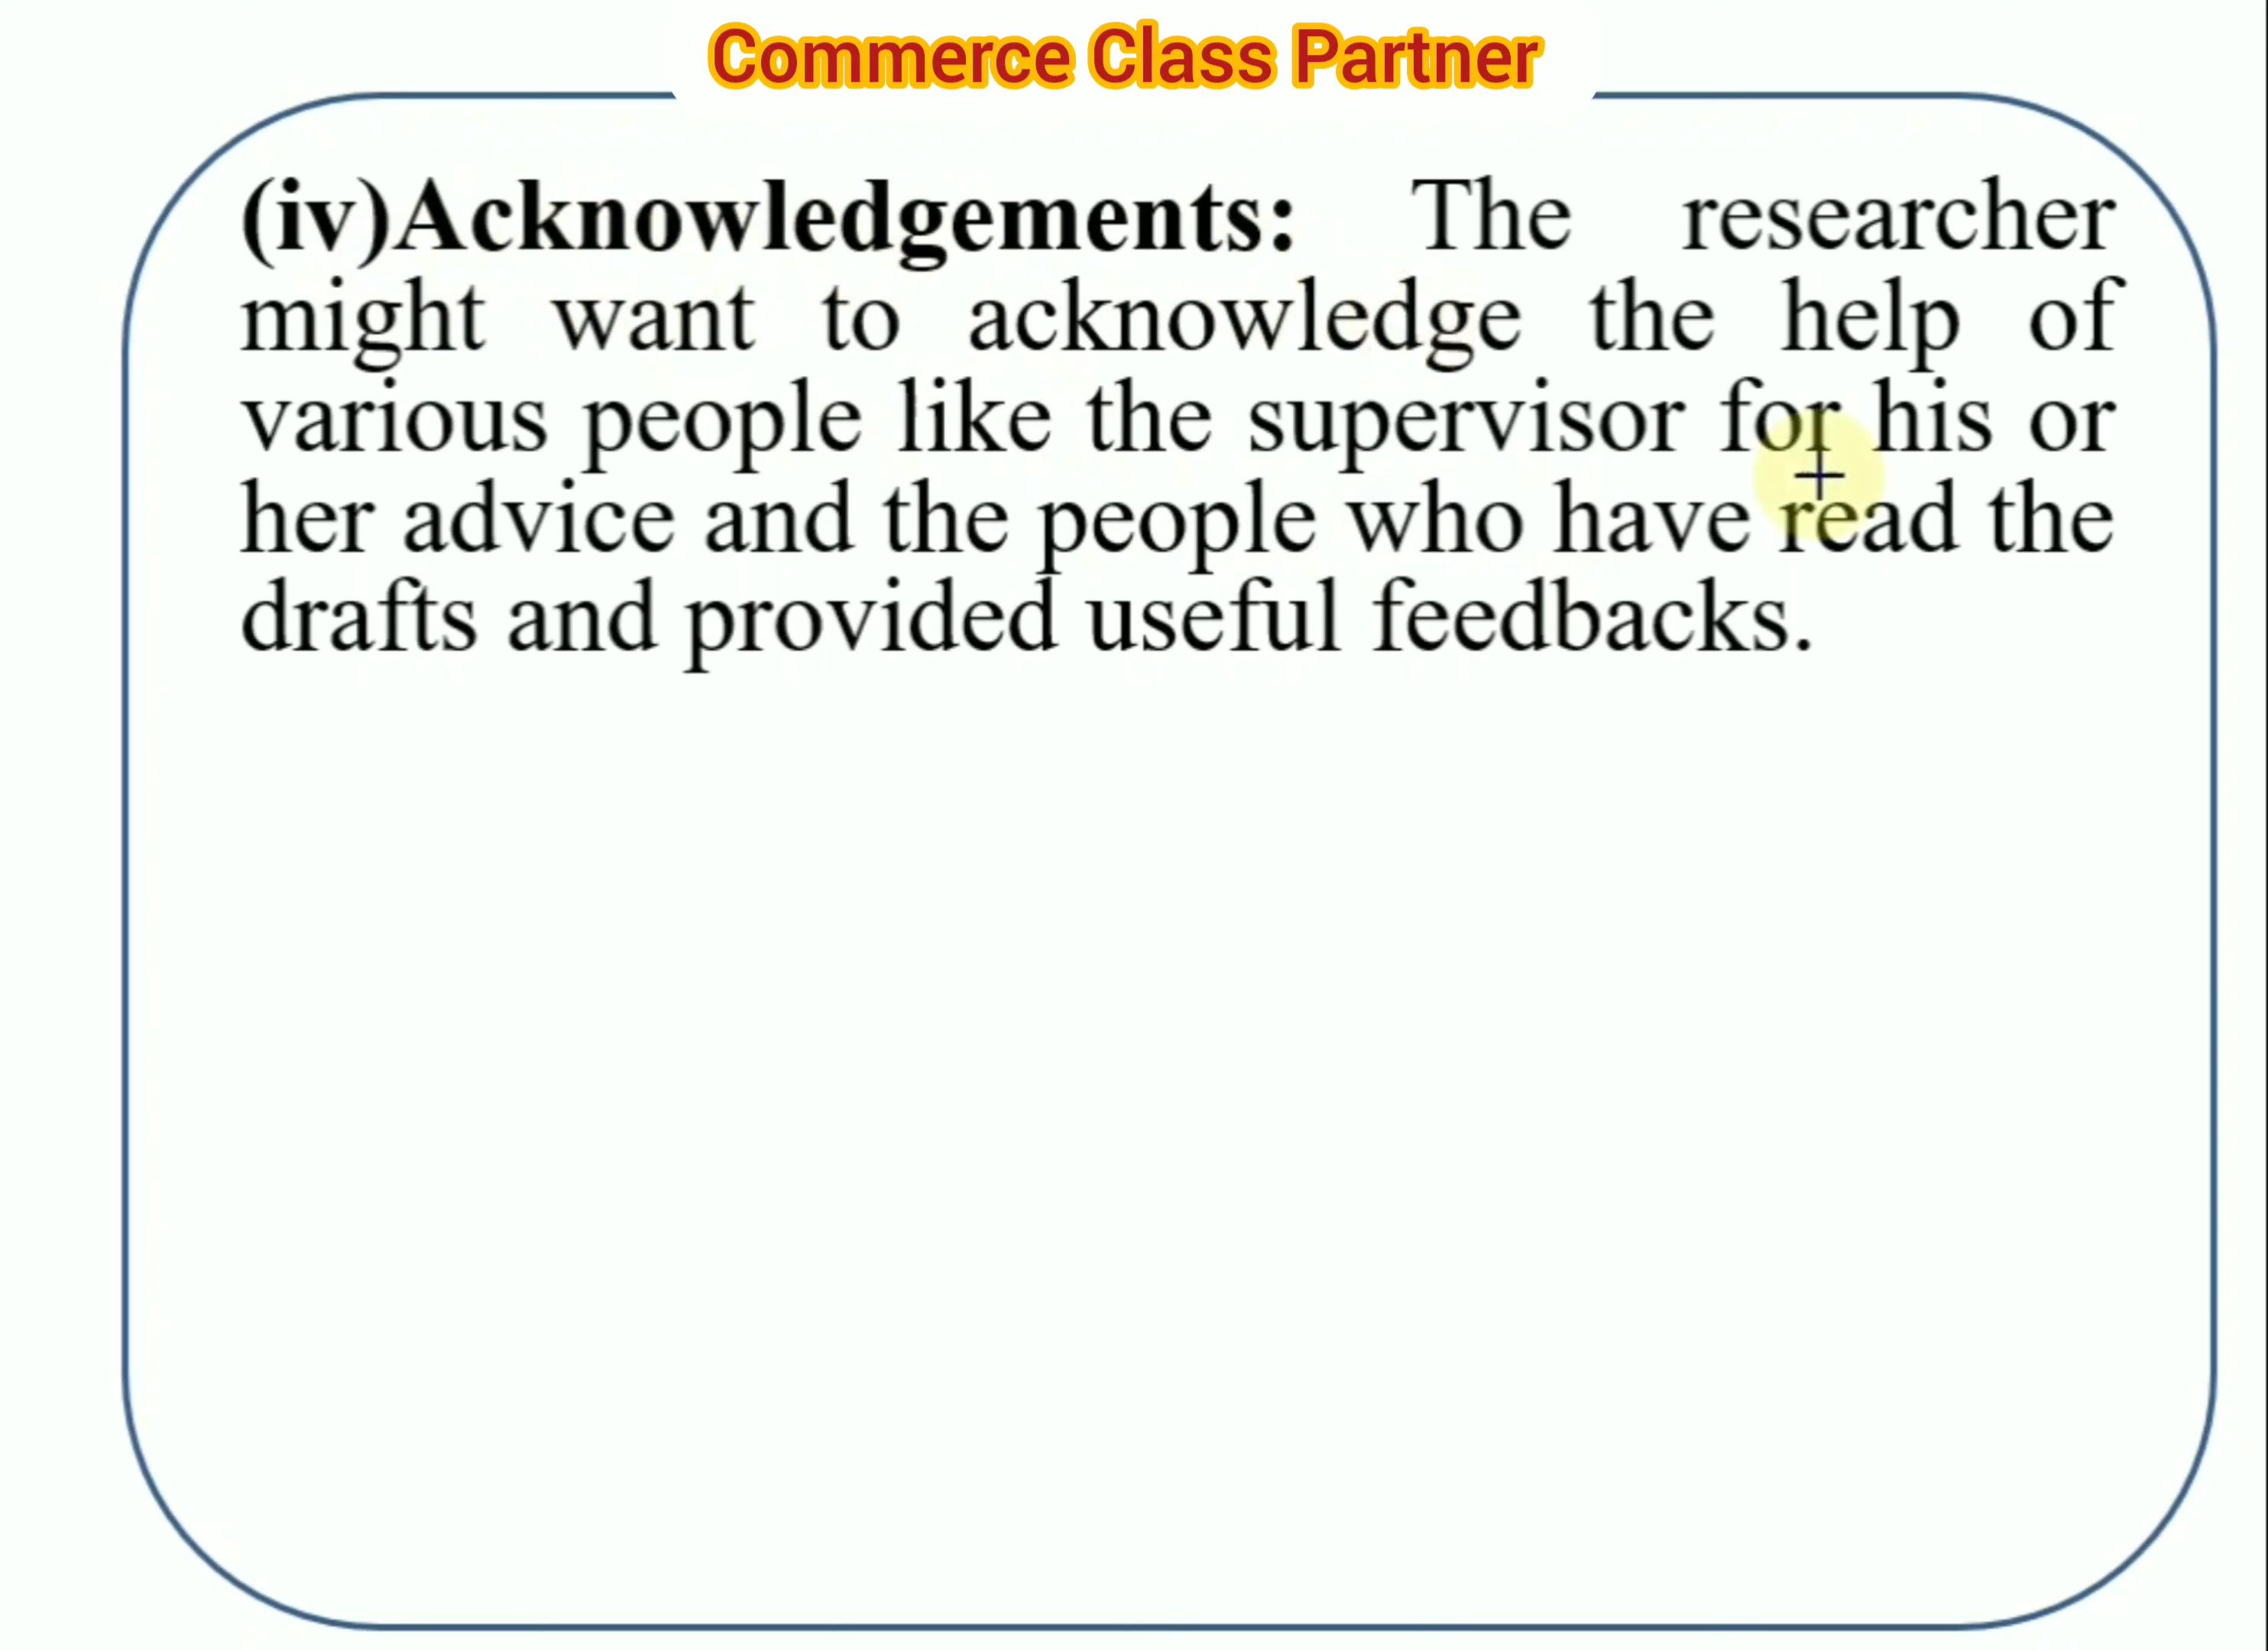 Commerce Class Partner
(iv)Acknowledgements: The researcher
might want to acknowledge the help of
various people like the supervisor for his or
her advice and the people who have read the
drafts and provided useful feedbacks.